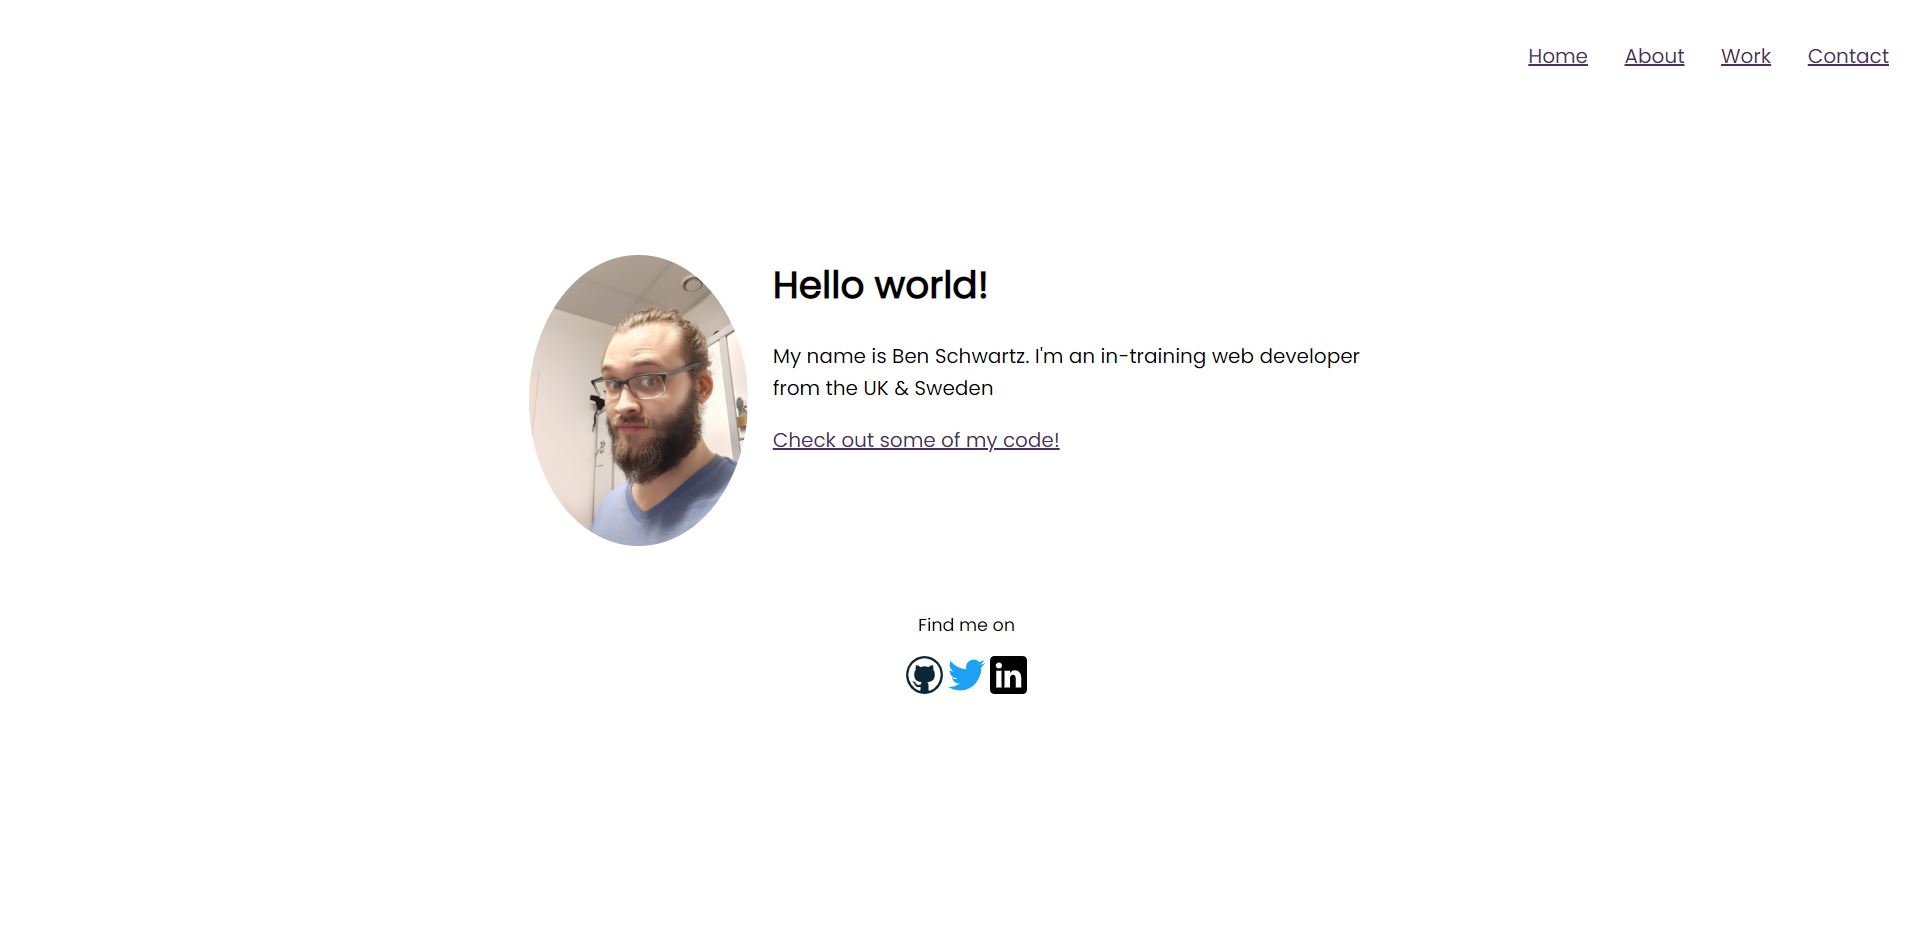 Home About Work Contact
Hello world!
My name is Ben Schwartz. I'm an in-training web developer
from the UK & Sweden
Check out some of my code!
Find me on
in